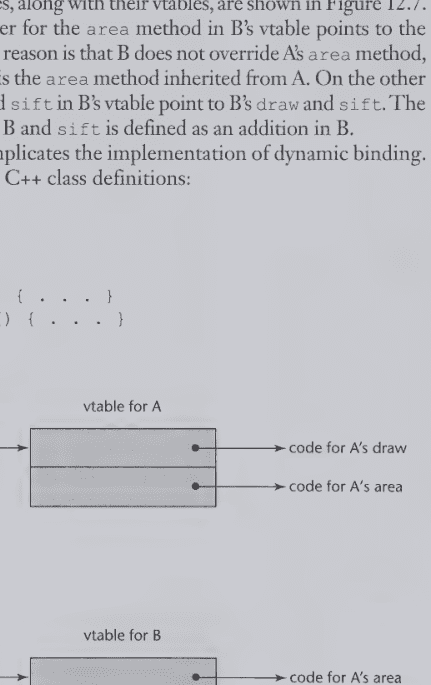 es, along with their vtables, are shown in Figure 12.7.
er for the area method in B's vtable points to the
reason is that B does not override A's area method,
is the area method inherited from A. On the other
d sift in B's vtable point to B's draw and sift. The
B and sift is defined as an addition in B.
mplicates the implementation of dynamic binding.
C++ class definitions:
{ . . . }
) { . . . }
vtable for A
code for A's draw
code for A's area
vtable for B
code for A's area